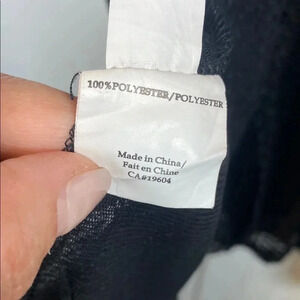 100%POLYESTER/POLYESTER
Made in China/
Fait en Chine
CA#19604